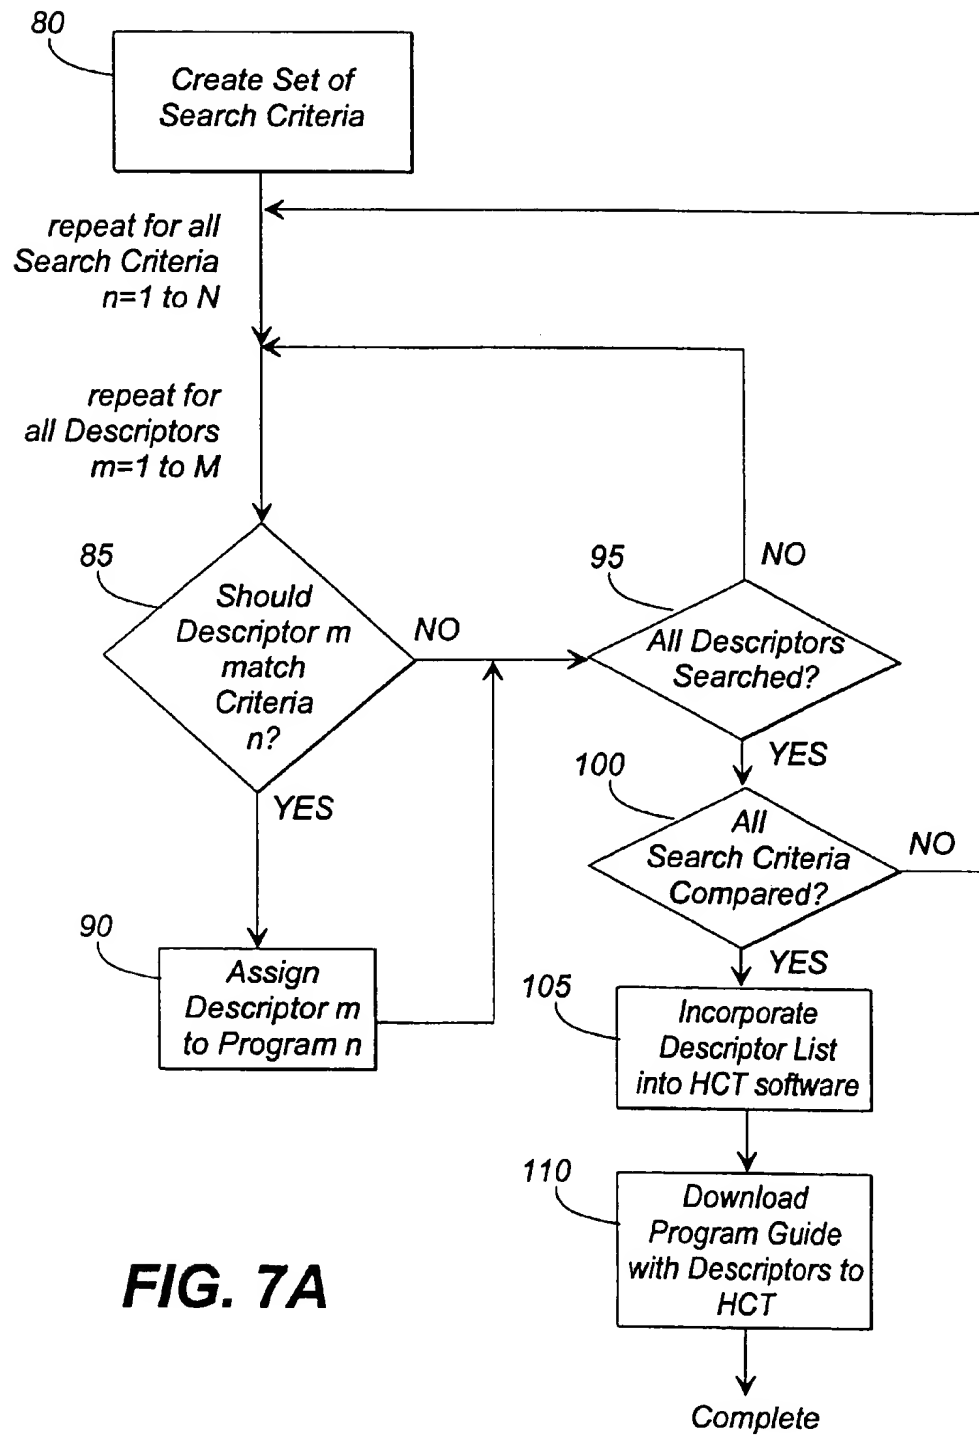 80
Create Set of
Search Criteria
repeat for all
Search Criteria
n=1 to N
repeat for
all Descriptors
m=1 to M
85
Should
Descriptor m
match
Criteria
n?
NO
YES
90
Assign
Descriptor m
to Program n
95
NO
All Descriptors
Searched?
YES
100
All
Search Criteria
Compared?
NO
YES
105
Incorporate
Descriptor List
into HCT software
110
Download
Program Guide
with Descriptors to
HCT
Complete
FIG. 7A